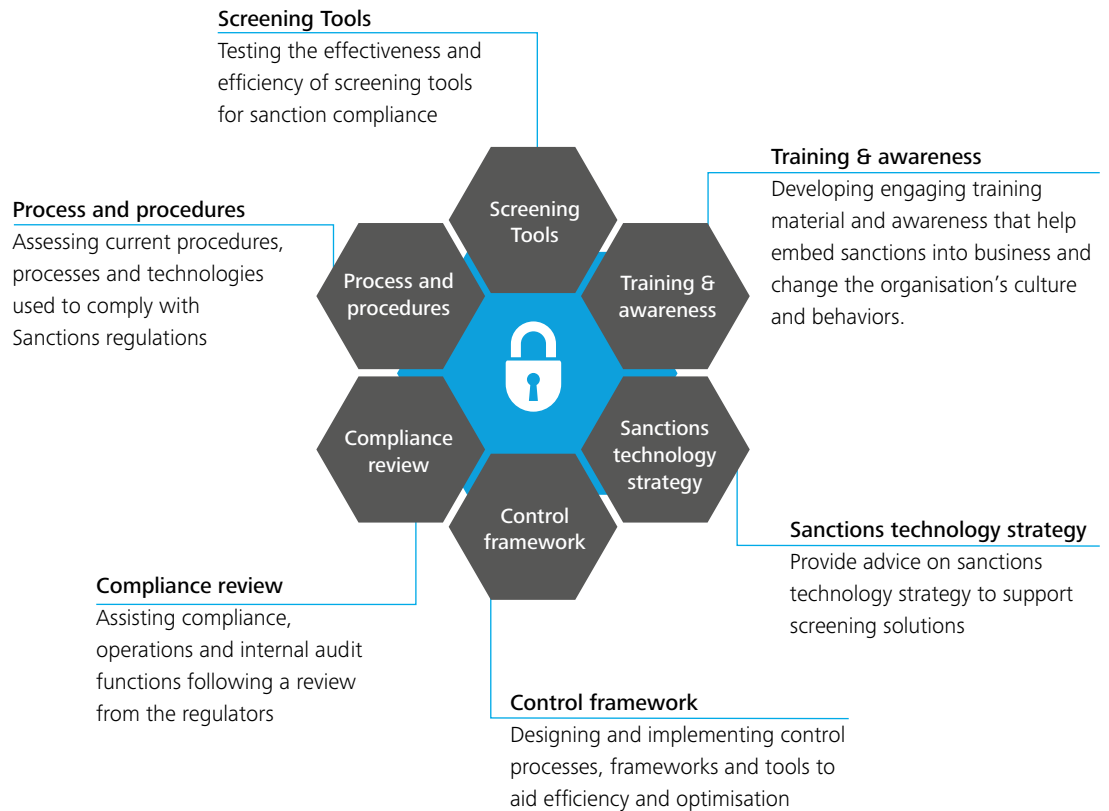 Screening Tools
Testing the effectiveness and
efficiency of screening tools
for sanction compliance
Training & awareness
Developing engaging training
material and awareness that help
embed sanctions into business and
change the organisation’s culture
and behaviors.
Process and procedures
Assessing current procedures,
processes and technologies
used to comply with
Sanctions regulations
Screening
Tools
Process and
procedures
Training &
awareness
Compliance
review
Sanctions
technology
strategy
Control
framework
Sanctions technology strategy
Provide advice on sanctions
technology strategy to support
screening solutions
Compliance review
Assisting compliance,
operations and internal audit
functions following a review
from the regulators
Control framework
Designing and implementing control
processes, frameworks and tools to
aid efficiency and optimisation